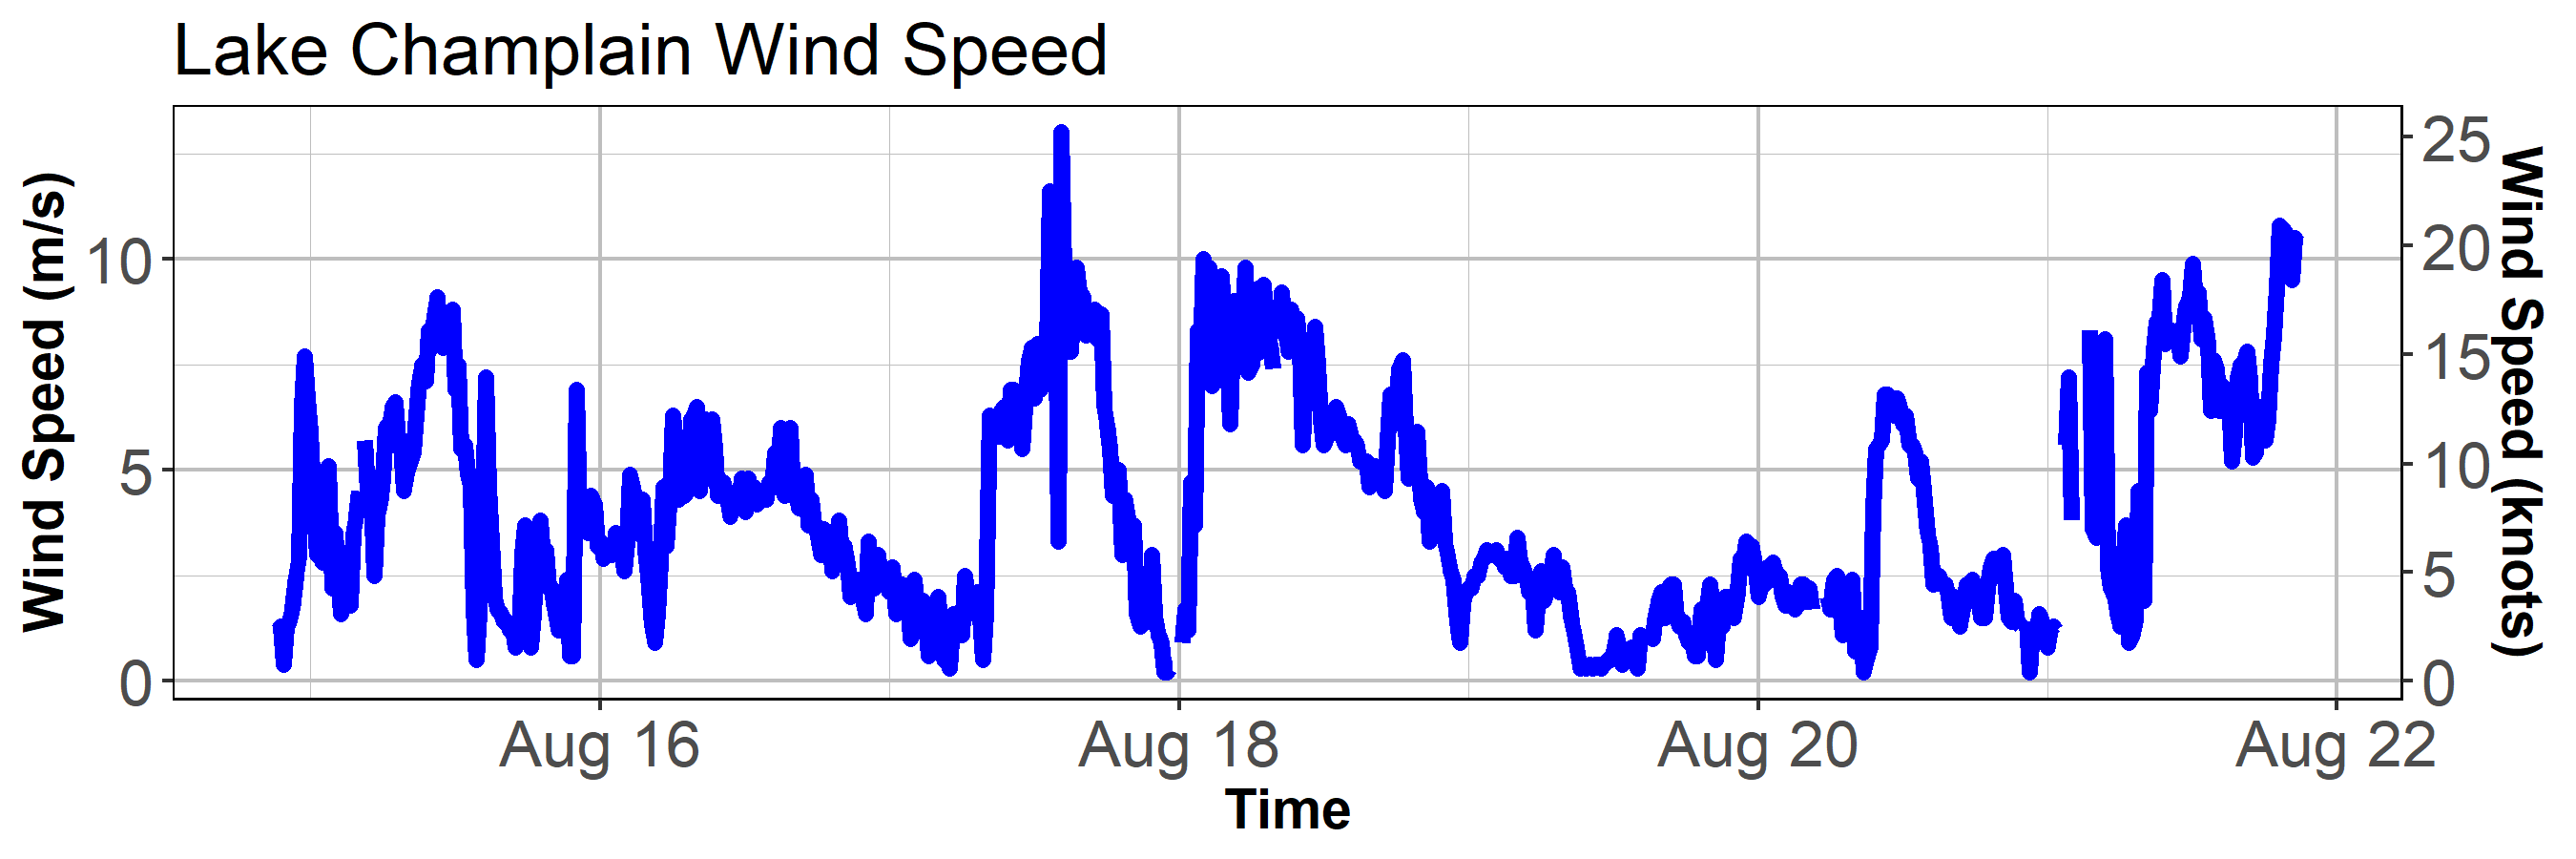 Lake Champlain Wind Speed
Wind Speed (m/s)
10
5
0
25
20
15
10
5
0
Wind Speed (knots)
Aug 16
Aug 18
Aug 20
Aug 22
Time